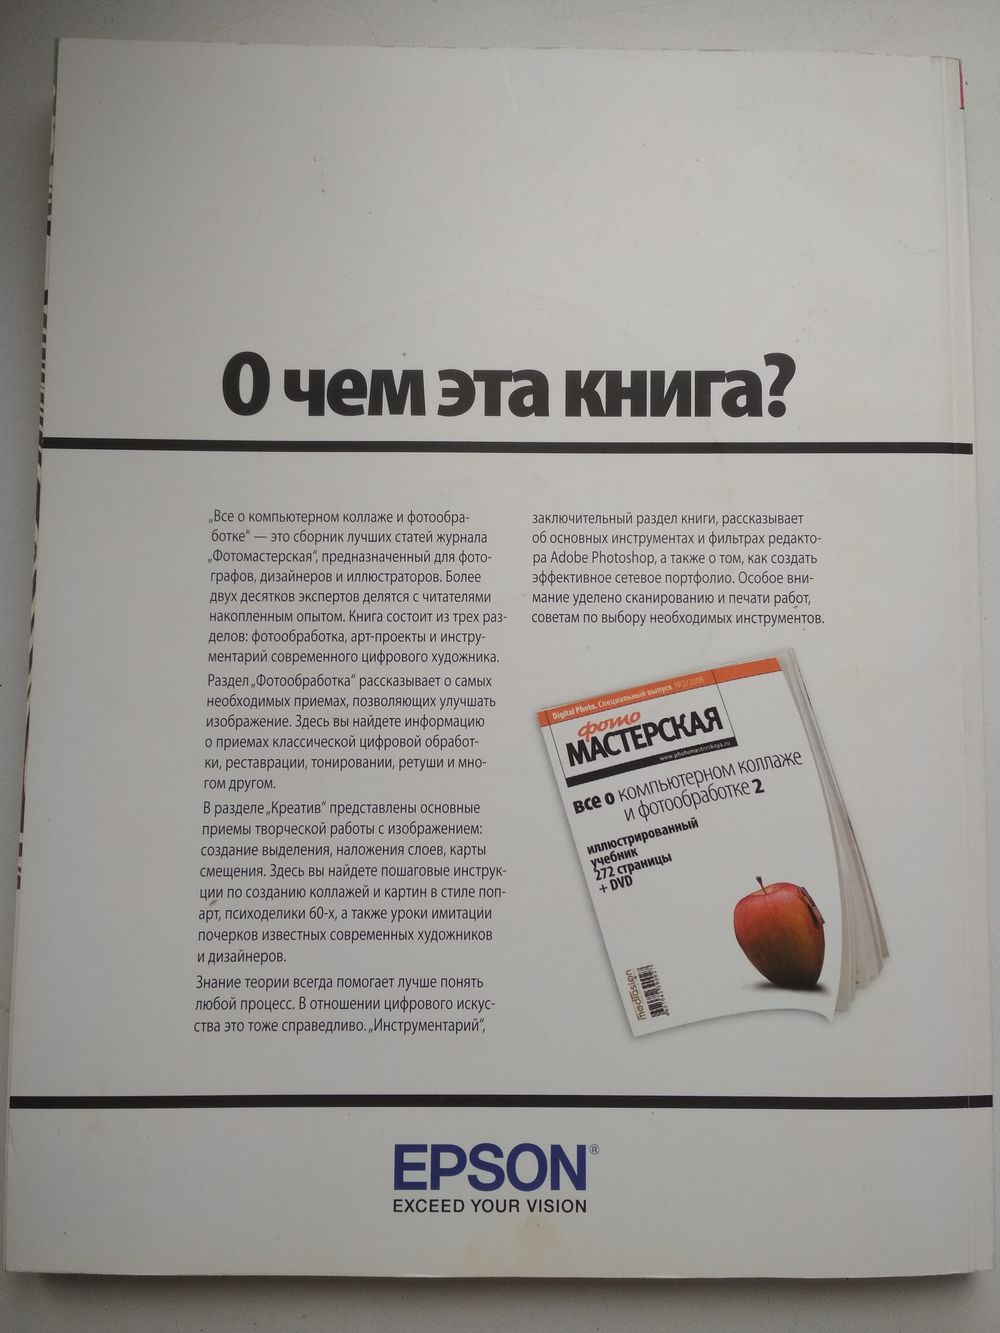 О чем эта книга?
„Все о компьютерном коллаже и фотообра-
ботке“ — это сборник лучших статей журнала
„Фотомастерская“, предназначенный для фото-
графов, дизайнеров и иллюстраторов. Более
двух десятков экспертов делятся с читателями
накопленным опытом. Книга состоит из трех раз-
делов: фотообработка, арт-проекты и инстру-
ментарий современного цифрового художника.
Раздел „Фотообработка“ рассказывает о самых
необходимых приемах, позволяющих улучшать
изображение. Здесь вы найдете информацию
о приемах классической цифровой обработ-
ки, реставрации, тонировании, ретуши и мно-
гом другом.
В разделе „Креатив“ представлены основные
приемы творческой работы с изображением:
создание выделения, наложения слоев, карты
смещения. Здесь вы найдете пошаговые инструк-
ции по созданию коллажей и картин в стиле поп-
арт, психоделики 60-х, а также уроки имитации
почерков известных современных художников
и дизайнеров.
Знание теории всегда помогает лучше понять
любой процесс. В отношении цифрового искус-
ства это тоже справедливо. „Инструментарий“,
заключительный раздел книги, рассказывает
об основных инструментах и фильтрах редакто-
ра Adobe Photoshop, а также о том, как создать
эффективное сетевое портфолио. Особое вни-
мание уделено сканированию и печати работ,
советам по выбору необходимых инструментов.
Digital Photo. Специальный выпуск №2/2008
фото
МАСТЕРСКАЯ
www.photomasterskaya.ru
все о компьютерном коллаже
и фотообработке 2
иллюстрированный
учебник
272 страницы
+ DVD
mediasign
EPSON®
EXCEED YOUR VISION